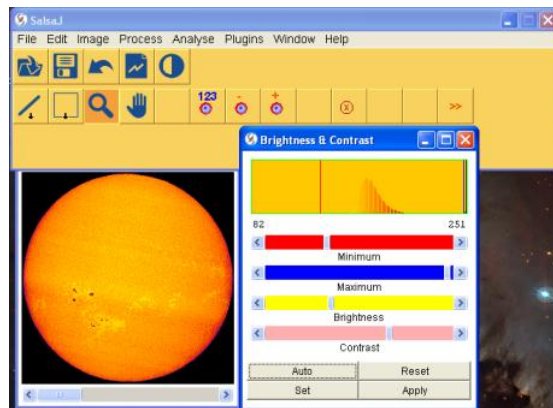 SalsaJ
File Edit Image Process Analyse Plugins Window Help
123
- +
>>
Brightness & Contrast
82 251
Minimum
Maximum
Brightness
Contrast
Auto Reset
Set Apply